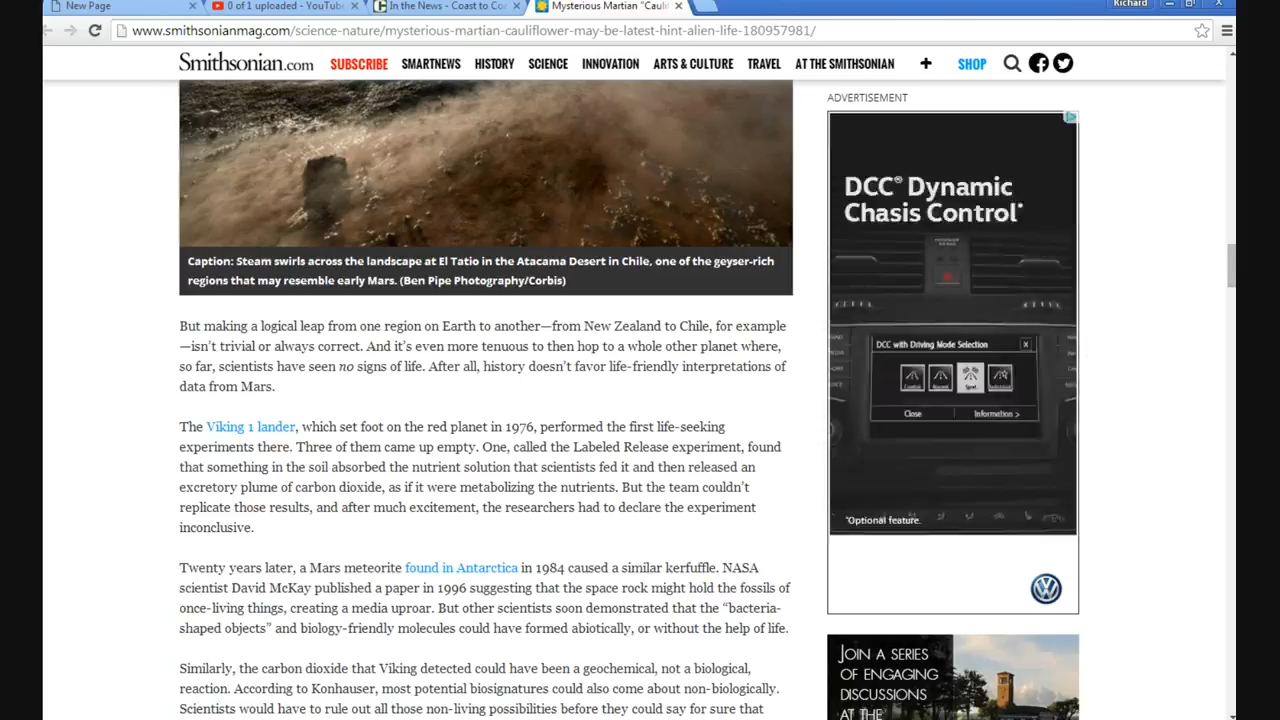 New Page
0 of 1 uploaded - YouTube
In the News - Coast to Co
Mysterious Martian "Cauli
Richard
www.smithsonianmag.com/science-nature/mysterious-martian-cauliflower-may-be-latest-hint-alien-life-180957981/
Smithsonian.com SUBSCRIBE SMARTNEWS HISTORY SCIENCE INNOVATION ARTS & CULTURE TRAVEL AT THE SMITHSONIAN + SHOP
Caption: Steam swirls across the landscape at El Tatio in the Atacama Desert in Chile, one of the geyser-rich
regions that may resemble early Mars. (Ben Pipe Photography/Corbis)
But making a logical leap from one region on Earth to another—from New Zealand to Chile, for example
—isn't trivial or always correct. And it's even more tenuous to then hop to a whole other planet where,
so far, scientists have seen no signs of life. After all, history doesn't favor life-friendly interpretations of
data from Mars.
The Viking 1 lander, which set foot on the red planet in 1976, performed the first life-seeking
experiments there. Three of them came up empty. One, called the Labeled Release experiment, found
that something in the soil absorbed the nutrient solution that scientists fed it and then released an
excretory plume of carbon dioxide, as if it were metabolizing the nutrients. But the team couldn't
replicate those results, and after much excitement, the researchers had to declare the experiment
inconclusive.
Twenty years later, a Mars meteorite found in Antarctica in 1984 caused a similar kerfuffle. NASA
scientist David McKay published a paper in 1996 suggesting that the space rock might hold the fossils of
once-living things, creating a media uproar. But other scientists soon demonstrated that the "bacteria-
shaped objects" and biology-friendly molecules could have formed abiotically, or without the help of life.
Similarly, the carbon dioxide that Viking detected could have been a geochemical, not a biological,
reaction. According to Konhauser, most potential biosignatures could also come about non-biologically.
Scientists would have to rule out all those non-living possibilities before they could say for sure that
ADVERTISEMENT
DCC® Dynamic
Chasis Control*
DCC with Driving Mode Selection
Close Information >
*Optional feature.
JOIN A SERIES
OF ENGAGING
DISCUSSIONS
AT THE